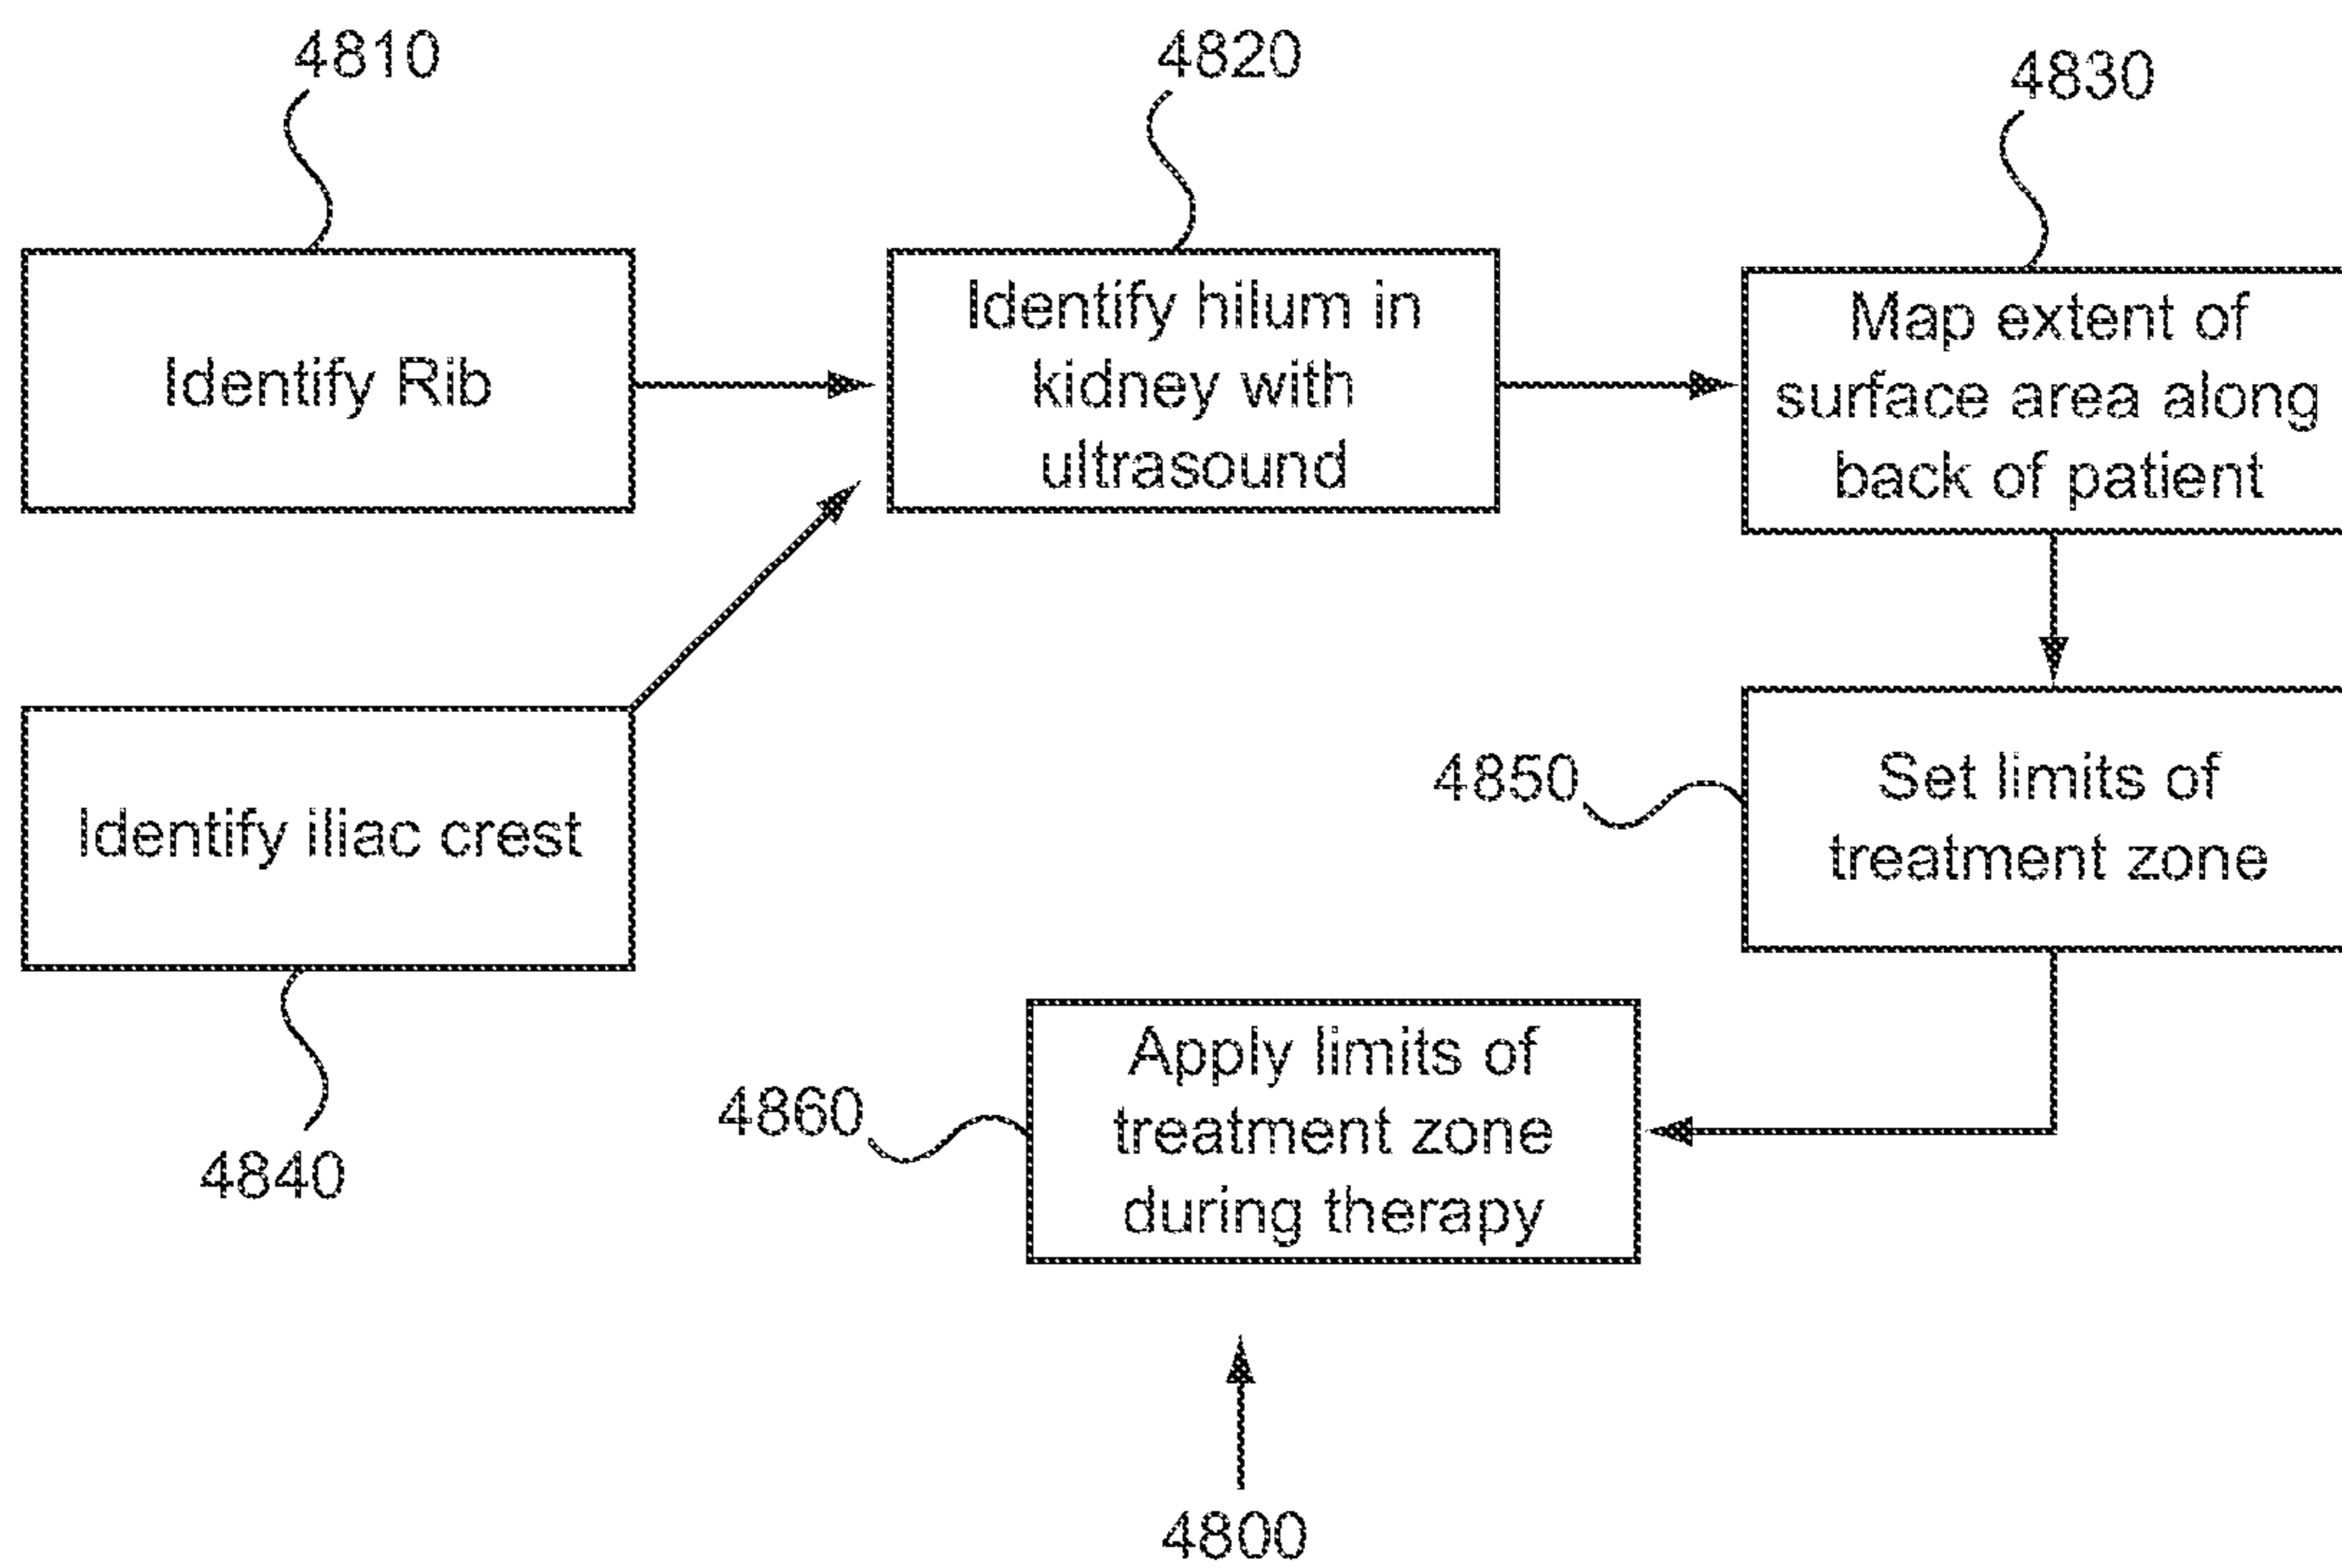 4810
4820
4830
Identify Rib
Identify hilum in
kidney with
ultrasound
Map extent of
surface area along
back of patient
Identify iliac crest
4840
4850
Set limits of
treatment zone
4860
Apply limits of
treatment zone
during therapy
4800